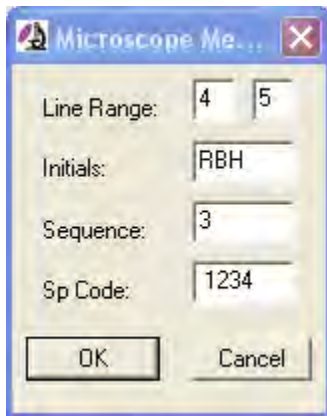 Microscope Me...
Line Range: 4 5
Initials: RBH
Sequence: 3
Sp Code: 1234
OK Cancel